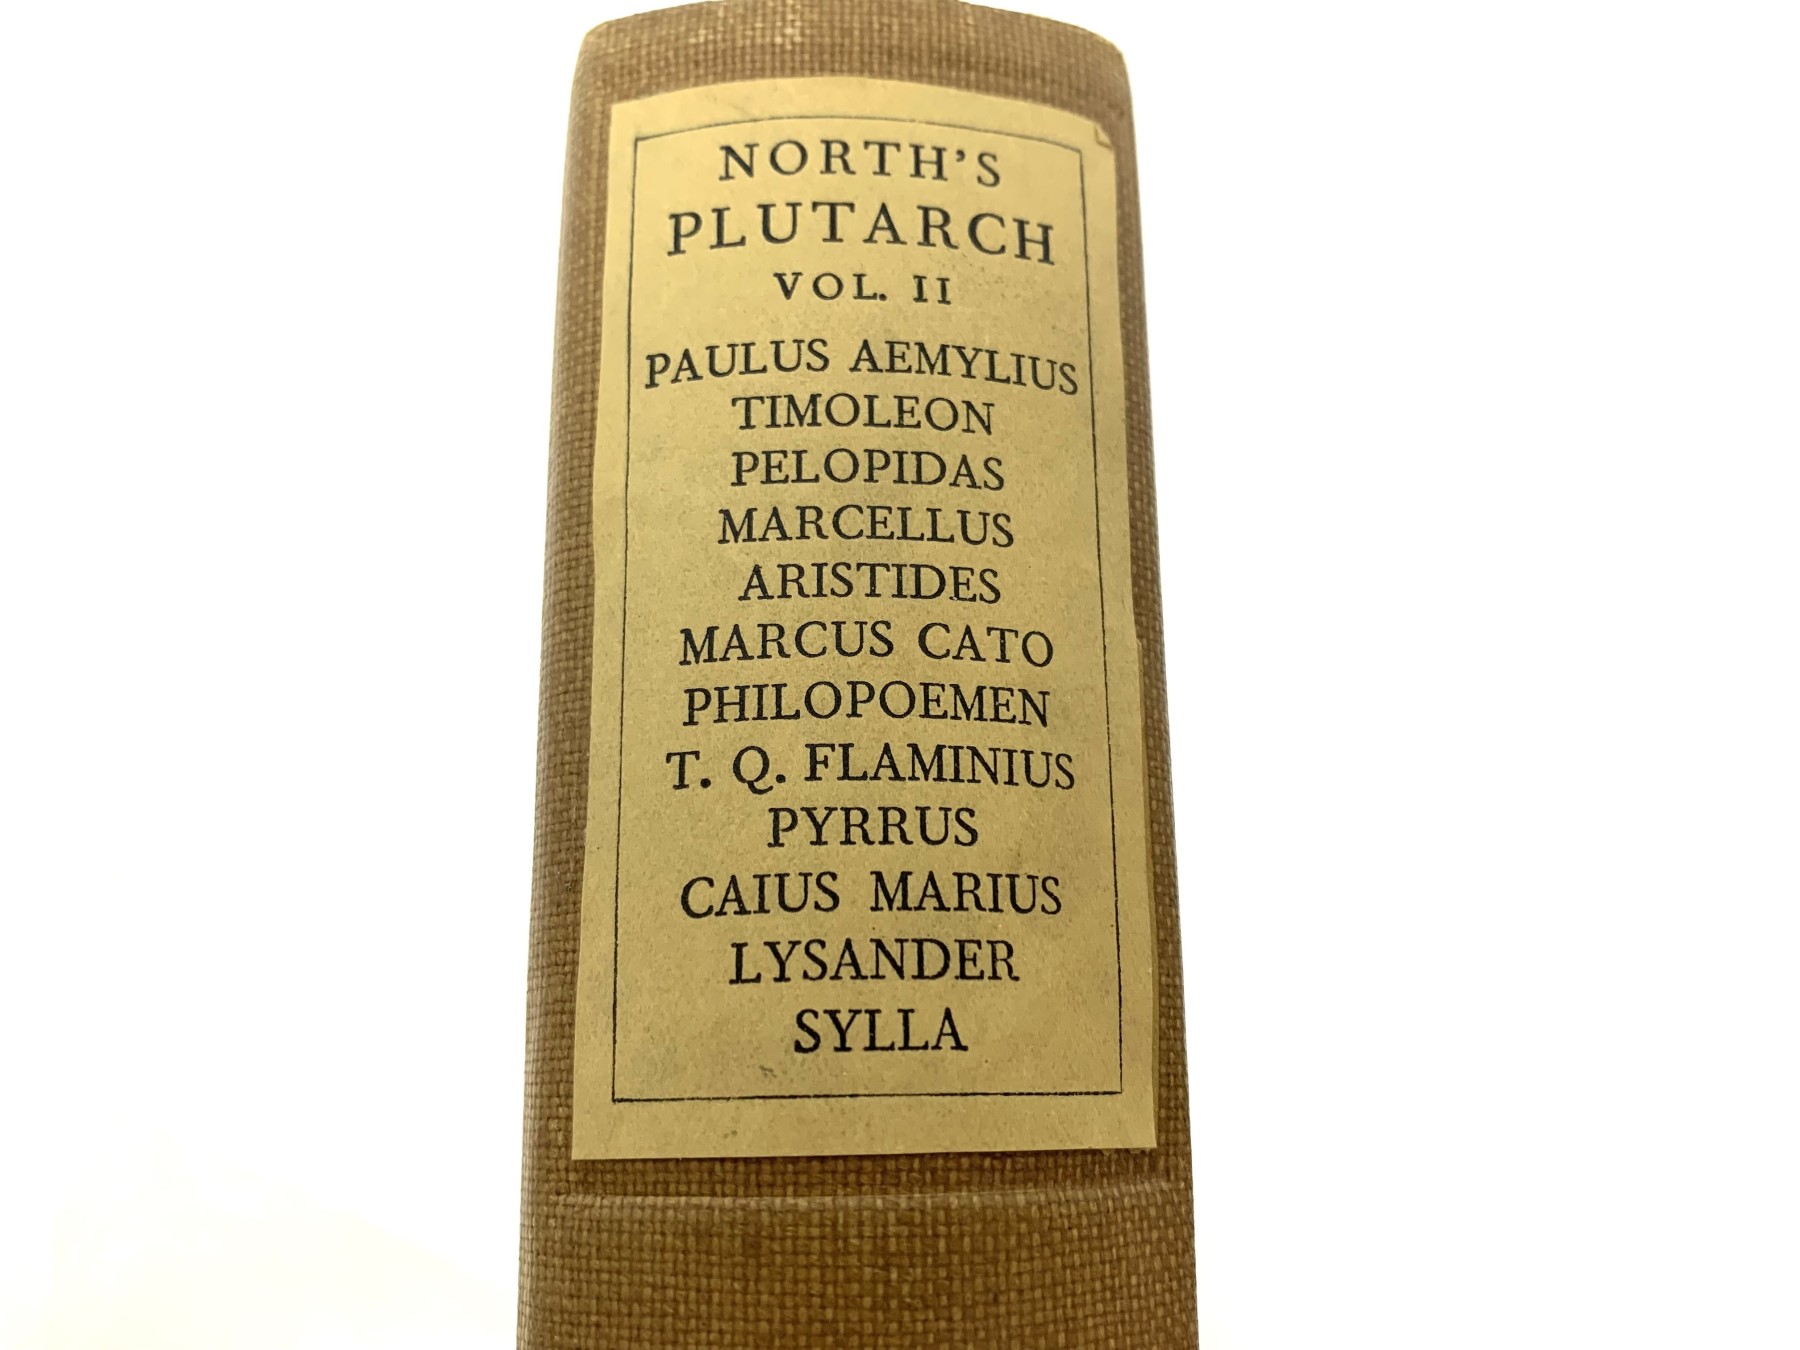 NORTH'S
PLUTARCH
VOL. II
PAULUS AEMYLIUS
TIMOLEON
PELOPIDAS
MARCELLUS
ARISTIDES
MARCUS CATO
PHILOPOEMEN
T. Q. FLAMINIUS
PYRRUS
CAIUS MARIUS
LYSANDER
SYLLA